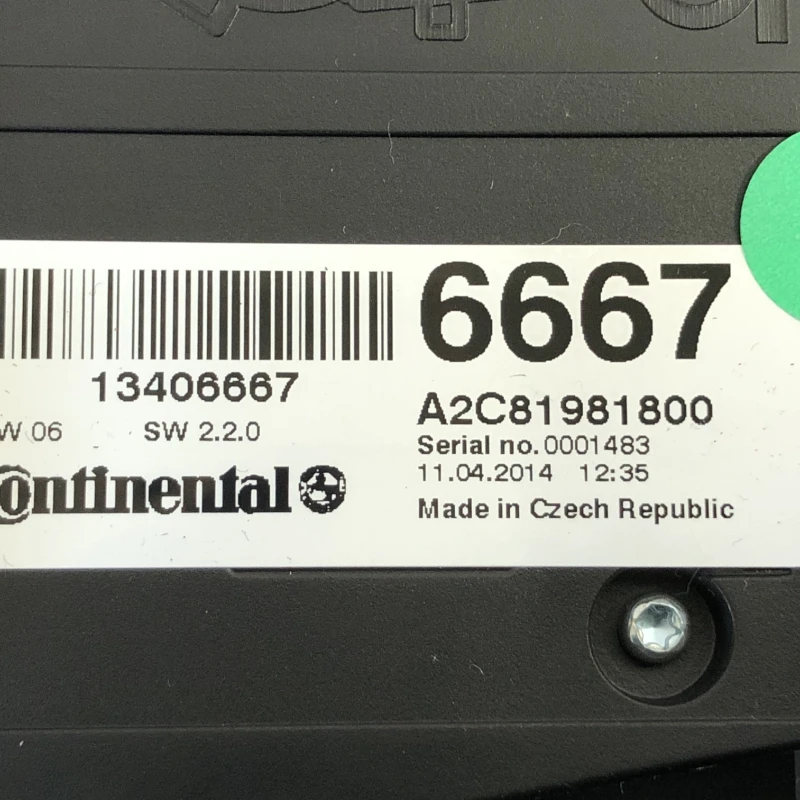 6667
13406667
A2C81981800
W 06 SW 2.2.0
Serial no. 0001483
11.04.2014 12:35
ontinental
Made in Czech Republic